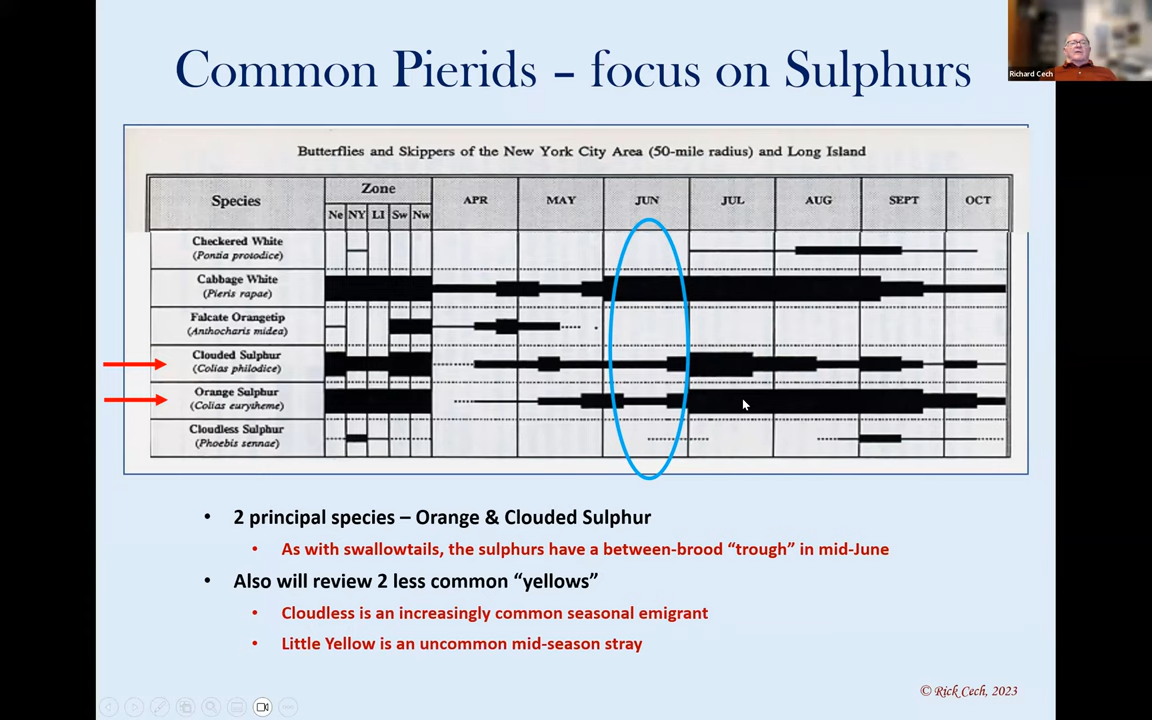 Common Pierids – focus on Sulphurs
Richard Cech
Butterflies and Skippers of the New York City Area (50-mile radius) and Long Island
Species
Zone
Ne NY LI Sw Nw
APR MAY JUN JUL AUG SEPT OCT
Checkered White
(Pontia protodice)
Cabbage White
(Pieris rapae)
Falcate Orangetip
(Anthocharis midea)
Clouded Sulphur
(Colias philodice)
Orange Sulphur
(Colias eurytheme)
Cloudless Sulphur
(Phoebis sennae)
• 2 principal species – Orange & Clouded Sulphur
• As with swallowtails, the sulphurs have a between-brood “trough” in mid-June
• Also will review 2 less common “yellows”
• Cloudless is an increasingly common seasonal emigrant
• Little Yellow is an uncommon mid-season stray
© Rick Cech, 2023